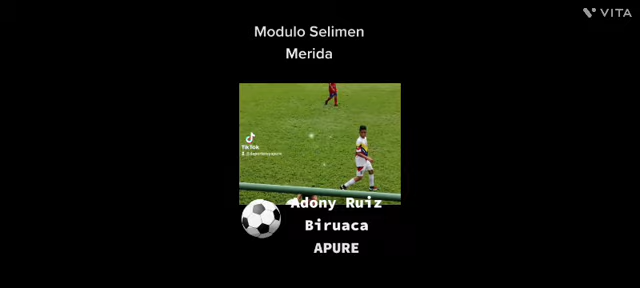 VITA
Modulo Selimen
Merida
TikTok
Adony Ruiz
Biruaca
APURE